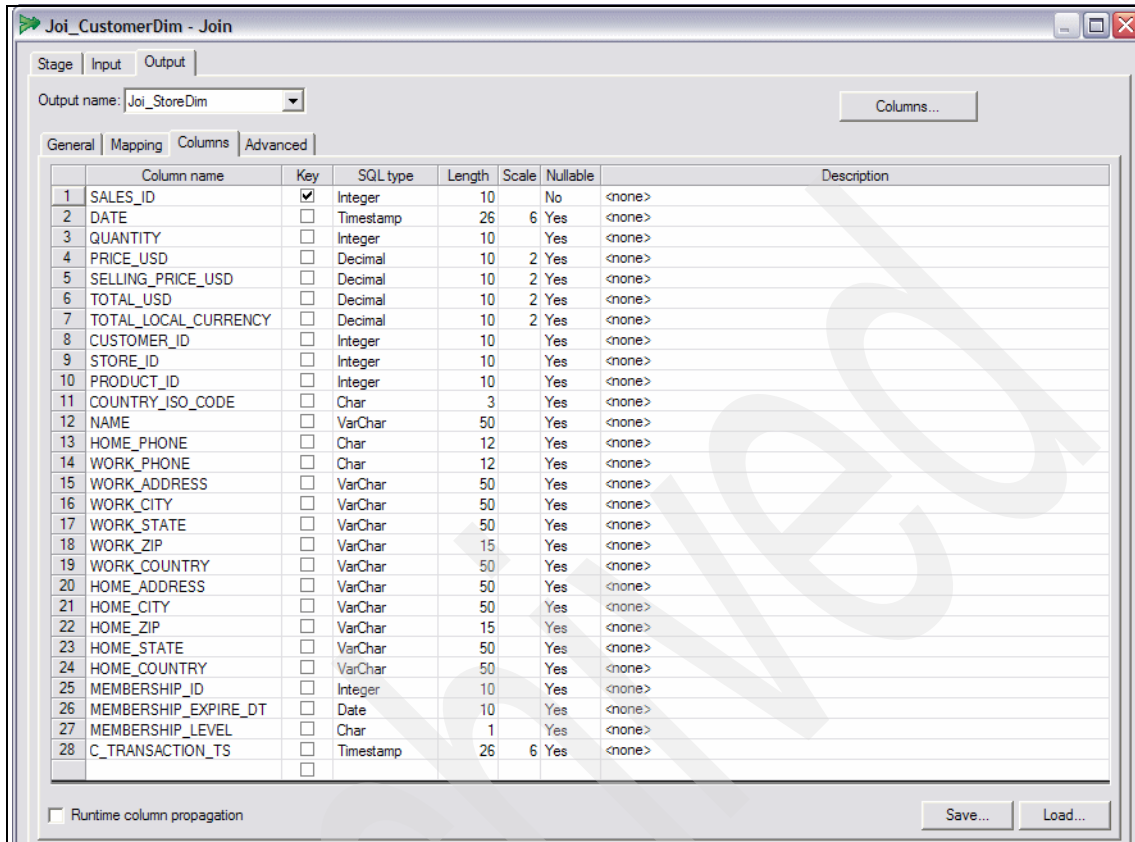 Joi_CustomerDim - Join
Stage Input Output
Output name: Joi_StoreDim Columns...
General Mapping Columns Advanced
Column name Key SQL type Length Scale Nullable Description
1 SALES_ID Integer 10 No <none>
2 DATE Timestamp 26 6 Yes <none>
3 QUANTITY Integer 10 Yes <none>
4 PRICE_USD Decimal 10 2 Yes <none>
5 SELLING_PRICE_USD Decimal 10 2 Yes <none>
6 TOTAL_USD Decimal 10 2 Yes <none>
7 TOTAL_LOCAL_CURRENCY Decimal 10 2 Yes <none>
8 CUSTOMER_ID Integer 10 Yes <none>
9 STORE_ID Integer 10 Yes <none>
10 PRODUCT_ID Integer 10 Yes <none>
11 COUNTRY_ISO_CODE Char 3 Yes <none>
12 NAME VarChar 50 Yes <none>
13 HOME_PHONE Char 12 Yes <none>
14 WORK_PHONE Char 12 Yes <none>
15 WORK_ADDRESS VarChar 50 Yes <none>
16 WORK_CITY VarChar 50 Yes <none>
17 WORK_STATE VarChar 50 Yes <none>
18 WORK_ZIP VarChar 15 Yes <none>
19 WORK_COUNTRY VarChar 50 Yes <none>
20 HOME_ADDRESS VarChar 50 Yes <none>
21 HOME_CITY VarChar 50 Yes <none>
22 HOME_ZIP VarChar 15 Yes <none>
23 HOME_STATE VarChar 50 Yes <none>
24 HOME_COUNTRY VarChar 50 Yes <none>
25 MEMBERSHIP_ID Integer 10 Yes <none>
26 MEMBERSHIP_EXPIRE_DT Date 10 Yes <none>
27 MEMBERSHIP_LEVEL Char 1 Yes <none>
28 C_TRANSACTION_TS Timestamp 26 6 Yes <none>
Runtime column propagation Save... Load...
hived